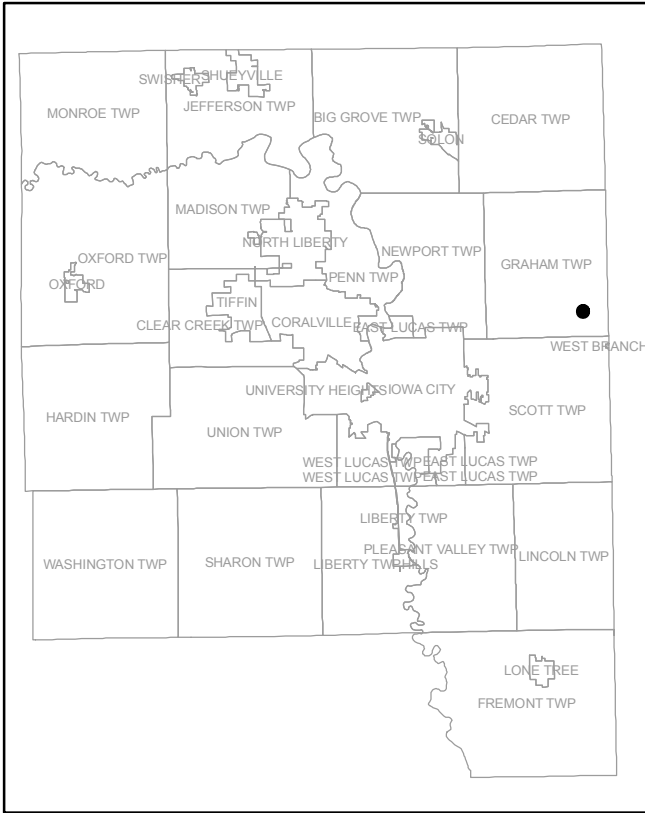 SHUEYVILLE
SWISHER
JEFFERSON TWP
MONROE TWP
BIG GROVE TWP
CEDAR TWP
SOLON
MADISON TWP
NORTH LIBERTY
NEWPORT TWP
OXFORD TWP
GRAHAM TWP
PENN TWP
OXFORD
TIFFIN
CLEAR CREEK TWP
CORALVILLE
EAST LUCAS TWP
WEST BRANCH
UNIVERSITY HEIGHTS
IOWA CITY
HARDIN TWP
SCOTT TWP
UNION TWP
WEST LUCAS TWP
EAST LUCAS TWP
WEST LUCAS TWP
EAST LUCAS TWP
LIBERTY TWP
PLEASANT VALLEY TWP
LINCOLN TWP
WASHINGTON TWP
SHARON TWP
LIBERTY TWP
HILLS
LONE TREE
FREMONT TWP